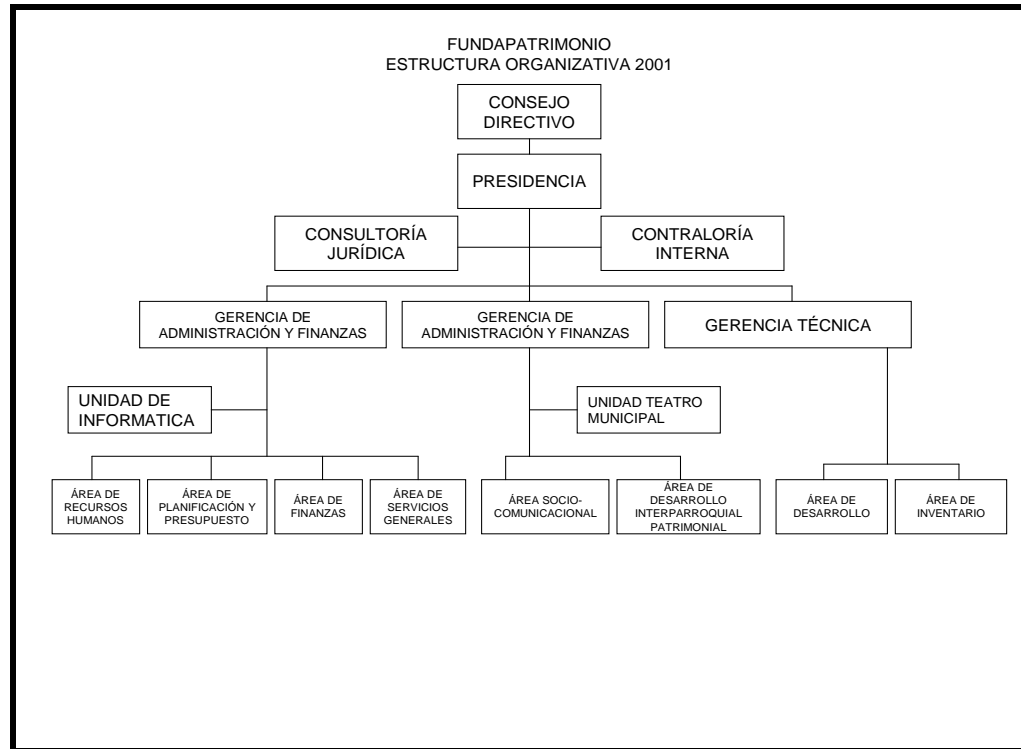 FUNDAPATRIMONIO
ESTRUCTURA ORGANIZATIVA 2001
CONSEJO
DIRECTIVO
PRESIDENCIA
CONSULTORÍA
JURÍDICA
CONTRALORÍA
INTERNA
GERENCIA DE
ADMINISTRACIÓN Y FINANZAS
GERENCIA DE
ADMINISTRACIÓN Y FINANZAS
GERENCIA TÉCNICA
UNIDAD DE
INFORMATICA
UNIDAD TEATRO
MUNICIPAL
ÁREA DE
RECURSOS
HUMANOS
ÁREA DE
PLANIFICACIÓN Y
PRESUPUESTO
ÁREA DE
FINANZAS
ÁREA DE
SERVICIOS
GENERALES
ÁREA SOCIO-
COMUNICACIONAL
ÁREA DE
DESARROLLO
INTERPARROQUIAL
PATRIMONIAL
ÁREA DE
DESARROLLO
ÁREA DE
INVENTARIO